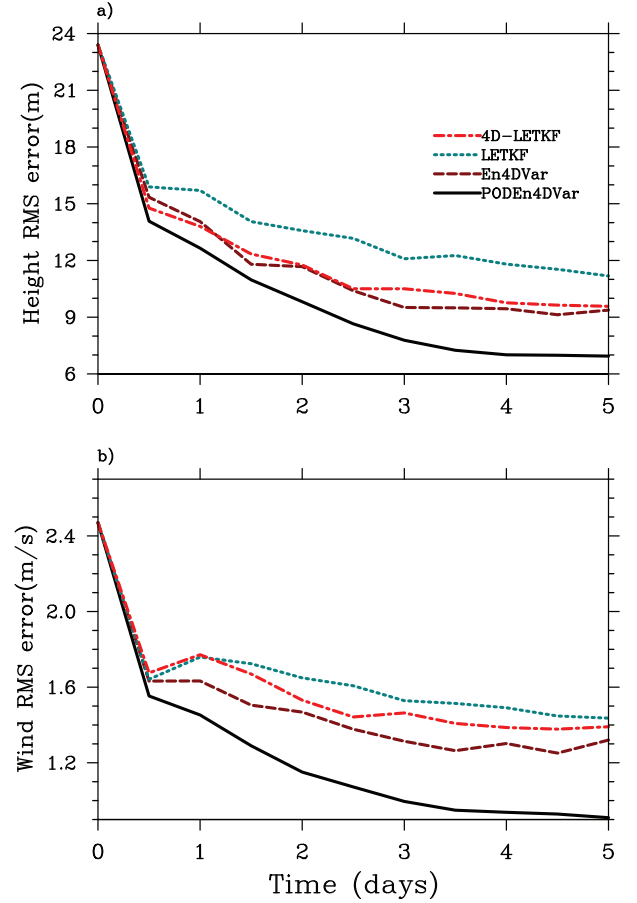 a)
24
21
18
15
12
9
6
Height RMS error(m)
4D-LETKF
LETKF
En4DVar
PODEn4DVar
0 1 2 3 4 5
b)
2.4
2.0
1.6
1.2
Wind RMS error(m/s)
0 1 2 3 4 5
Time (days)